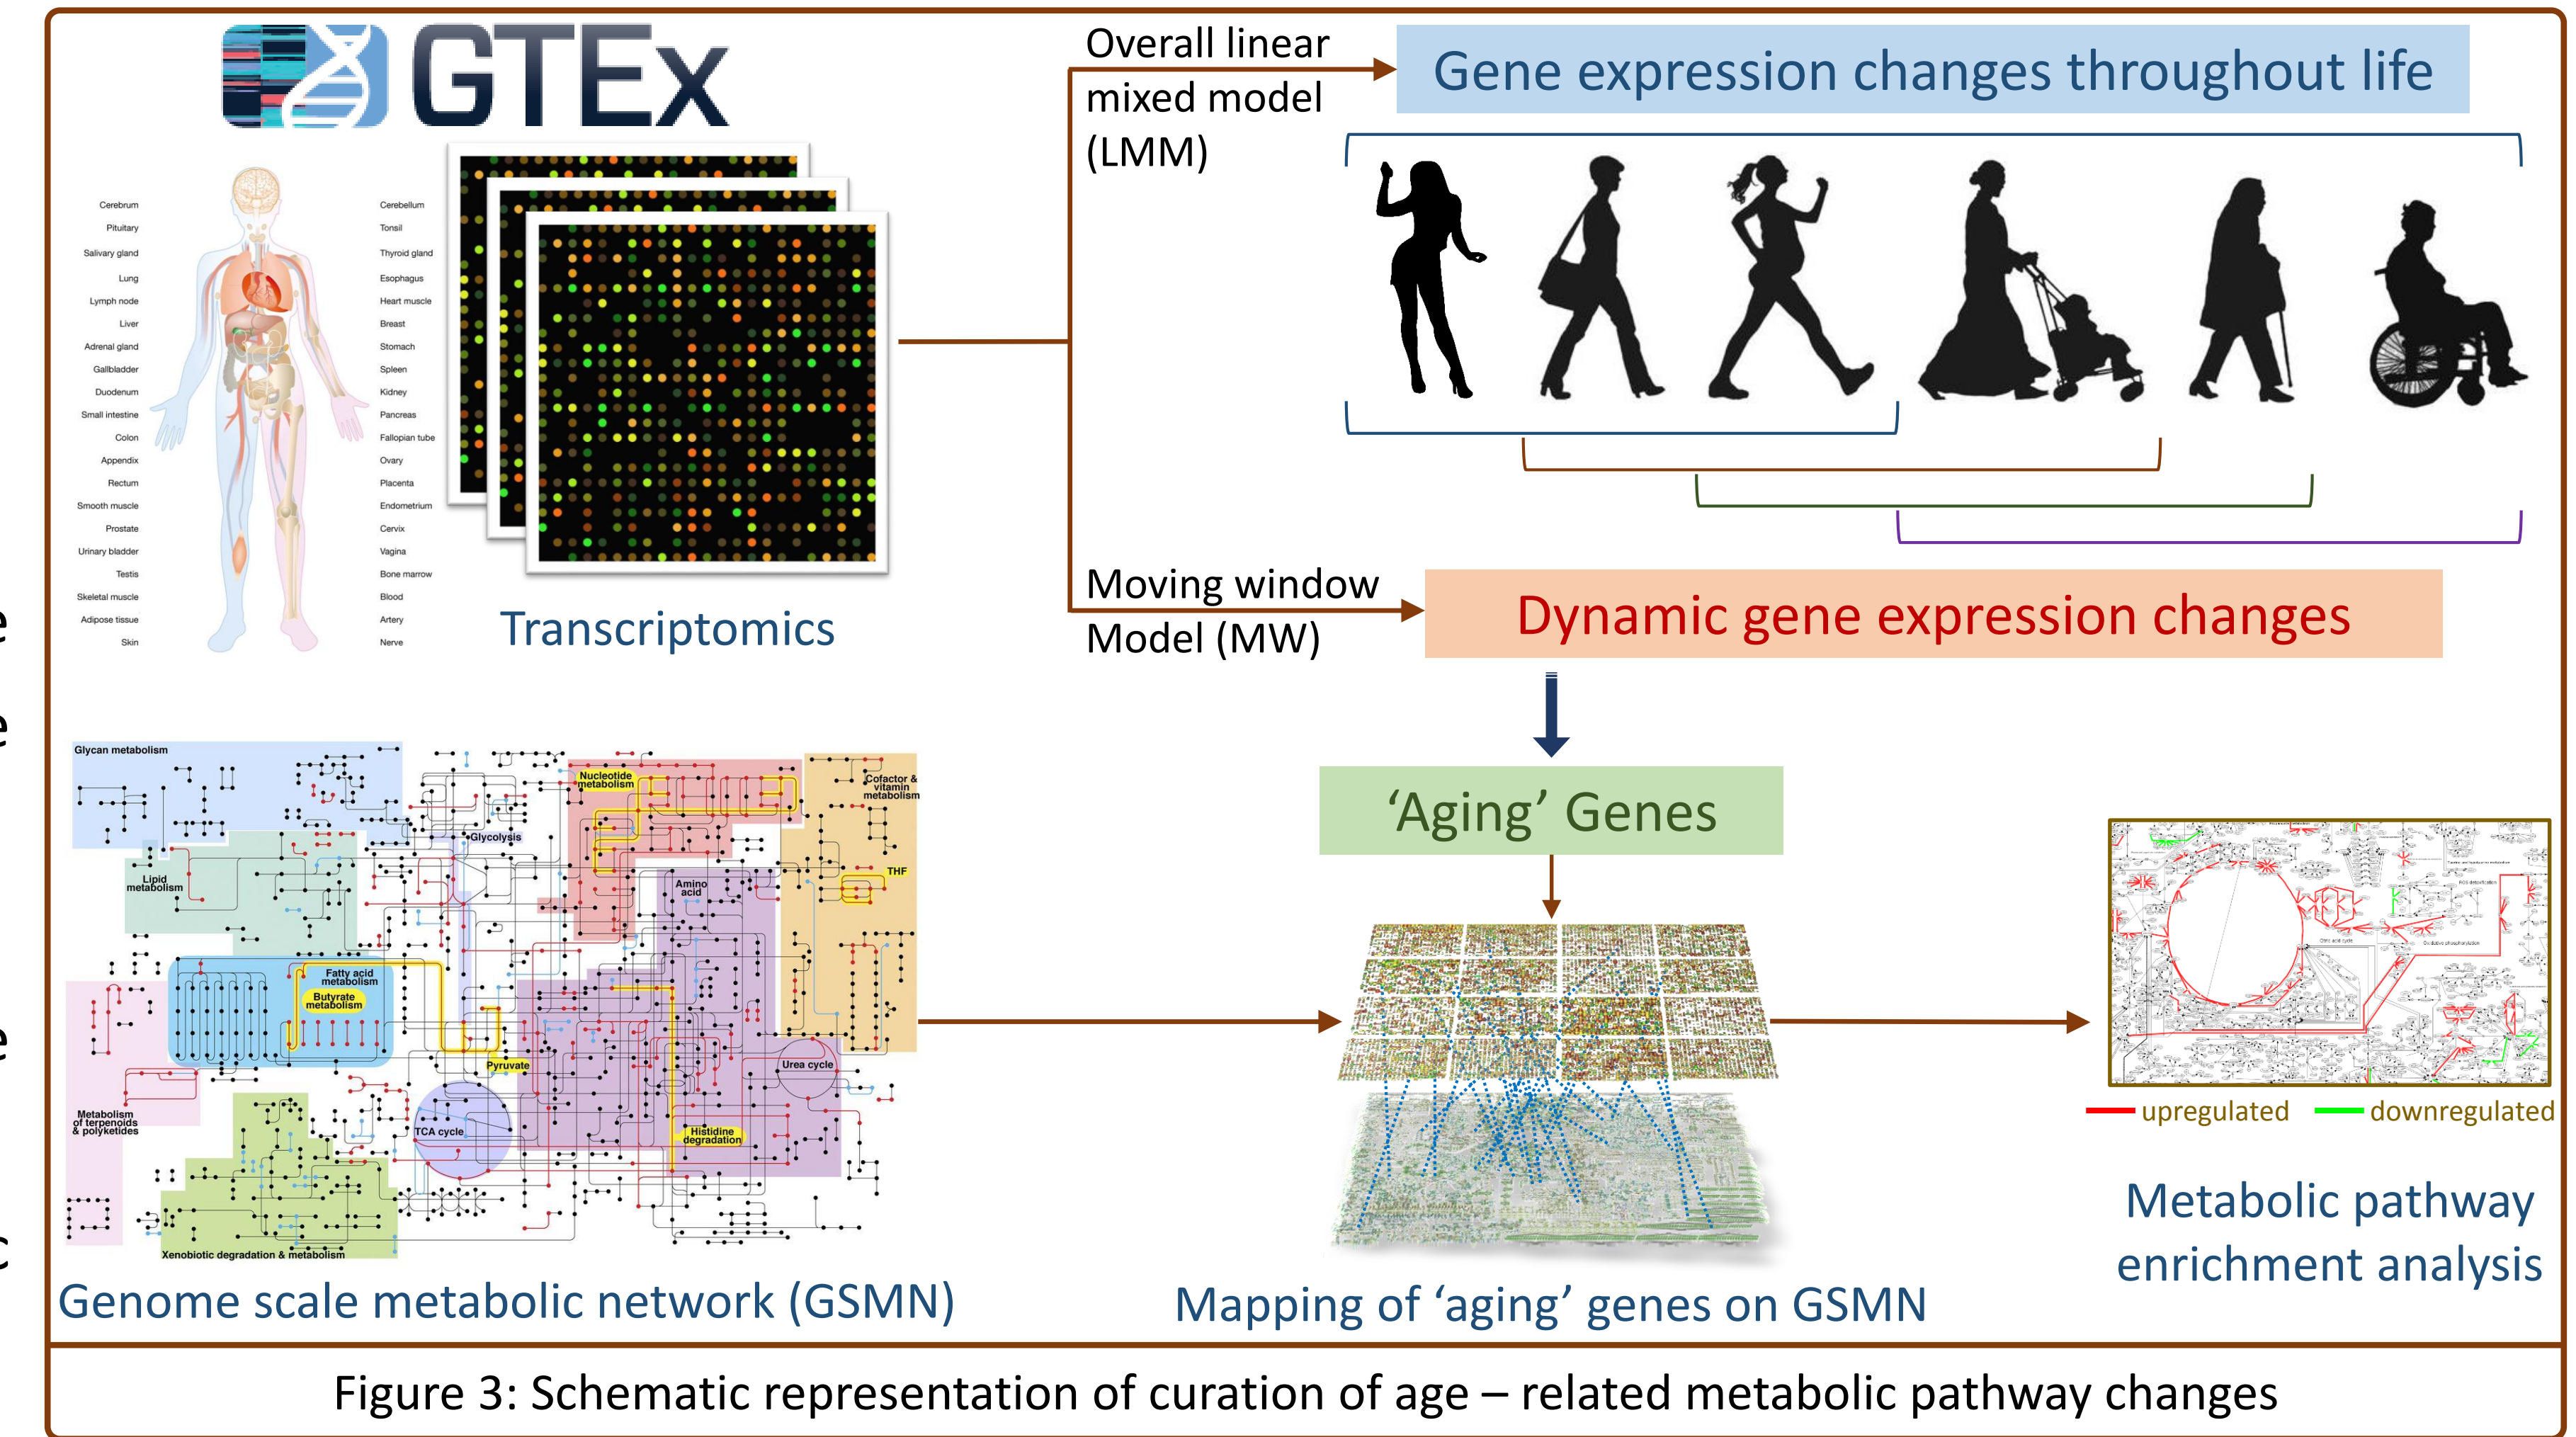 GTEx
Overall linear
mixed model
(LMM)
Gene expression changes throughout life
Cerebrum
Pituitary
Salivary gland
Lung
Lymph node
Liver
Adrenal gland
Gallbladder
Duodenum
Small intestine
Colon
Appendix
Rectum
Smooth muscle
Prostate
Urinary bladder
Testis
Skeletal muscle
Adipose tissue
Skin
Cerebellum
Tonsil
Thyroid gland
Esophagus
Heart muscle
Breast
Stomach
Spleen
Kidney
Pancreas
Fallopian tube
Ovary
Placenta
Endometrium
Cervix
Vagina
Bone marrow
Blood
Artery
Nerve
Transcriptomics
Moving window
Model (MW)
Dynamic gene expression changes
‘Aging’ Genes
Glycan metabolism
Nucleotide
metabolism
Cofactor &
vitamin
metabolism
Glycolysis
Lipid
metabolism
Amino
acid
THF
Fatty acid
metabolism
Butyrate
metabolism
Pyruvate
Urea cycle
Metabolism
of terpenoids
& polyketides
TCA cycle
Histidine
degradation
Xenobiotic degradation & metabolism
Genome scale metabolic network (GSMN)
Mapping of ‘aging’ genes on GSMN
ROS detoxification
Citric acid cycle
Oxidative phosphorylation
upregulated
downregulated
Metabolic pathway
enrichment analysis
Figure 3: Schematic representation of curation of age – related metabolic pathway changes